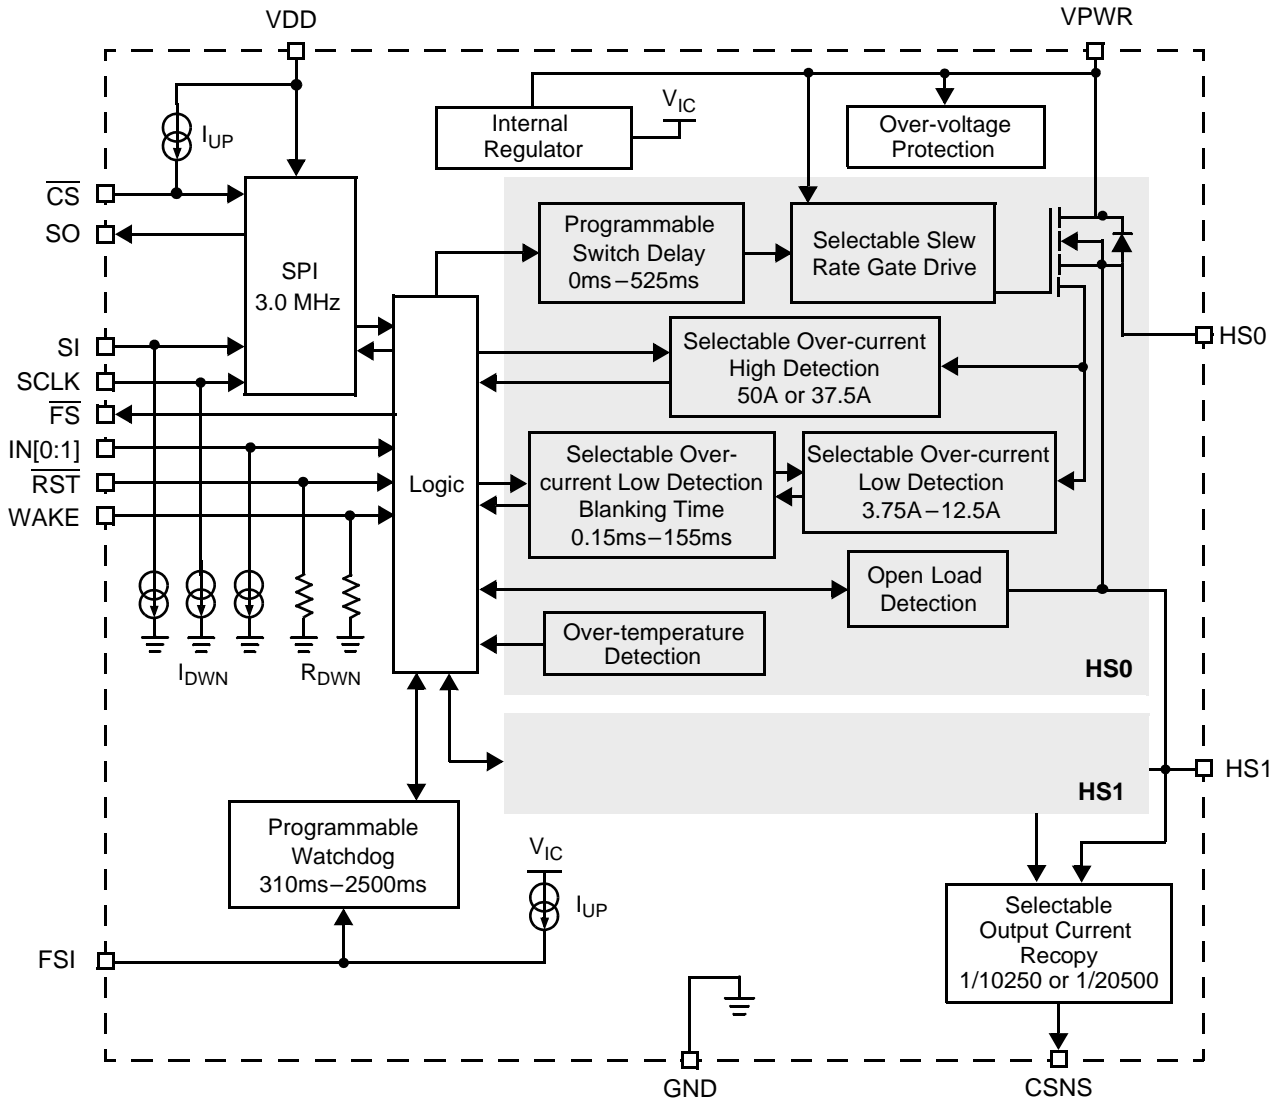 VDD
VPWR
IUP
Internal
Regulator
VIC
Over-voltage
Protection
CS
SO
SPI
3.0 MHz
Programmable
Switch Delay
0ms–525ms
Selectable Slew
Rate Gate Drive
HS0
SI
SCLK
FS
IN[0:1]
RST
WAKE
Selectable Over-current
High Detection
50A or 37.5A
Logic
Selectable Over-
current Low Detection
Blanking Time
0.15ms–155ms
Selectable Over-current
Low Detection
3.75A–12.5A
Open Load
Detection
Over-temperature
Detection
IDWN
RDWN
HS0
HS1
HS1
Programmable
Watchdog
310ms–2500ms
VIC
IUP
FSI
Selectable
Output Current
Recopy
1/10250 or 1/20500
GND
CSNS